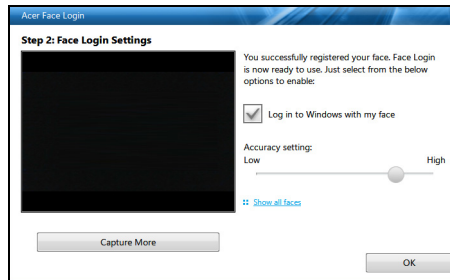 Acer Face Login
Step 2: Face Login Settings
You successfully registered your face. Face Login
is now ready to use. Just select from the below
options to enable:
Log in to Windows with my face
Accuracy setting:
Low High
Show all faces
Capture More
OK